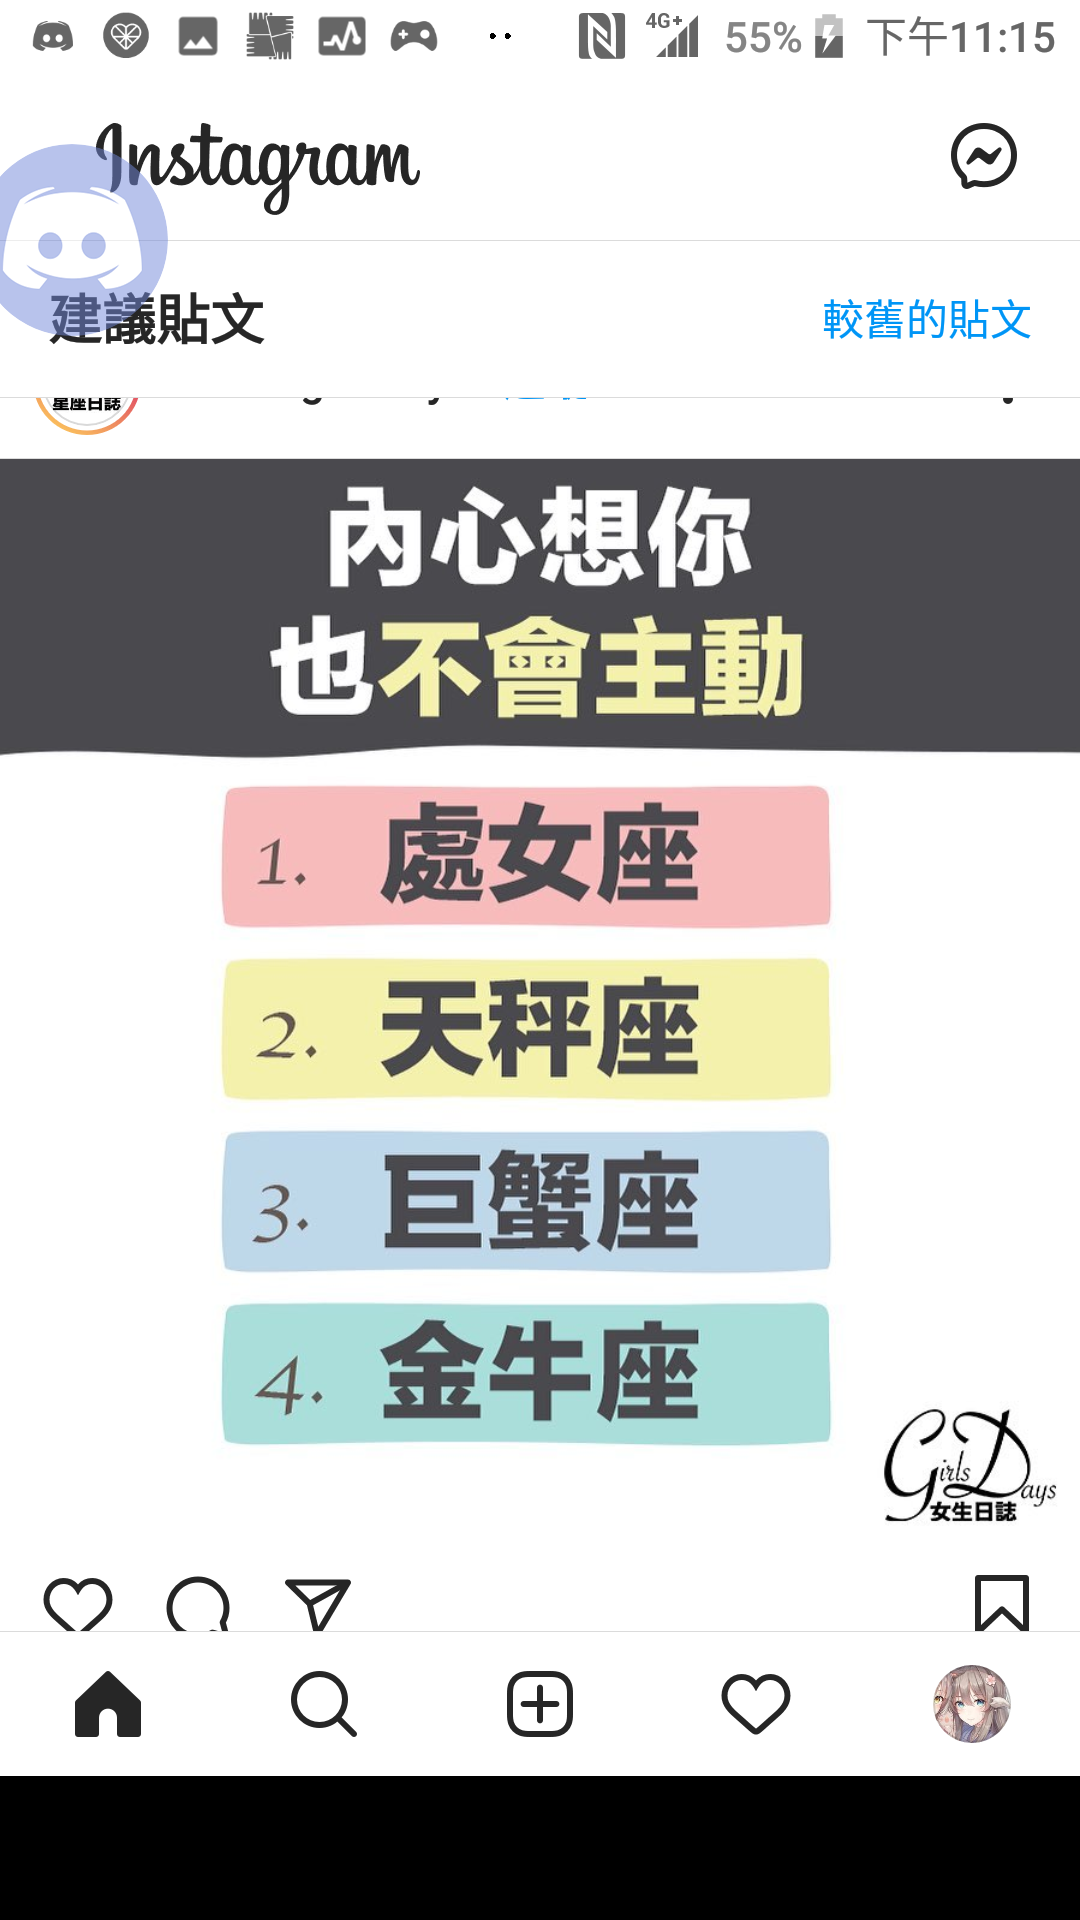 4G+ 55% 下午11:15
Instagram
建議貼文 較舊的貼文
星座日誌
內心想你
也不會主動
1. 處女座
2. 天秤座
3. 巨蟹座
4. 金牛座
Girls Days
女生日誌